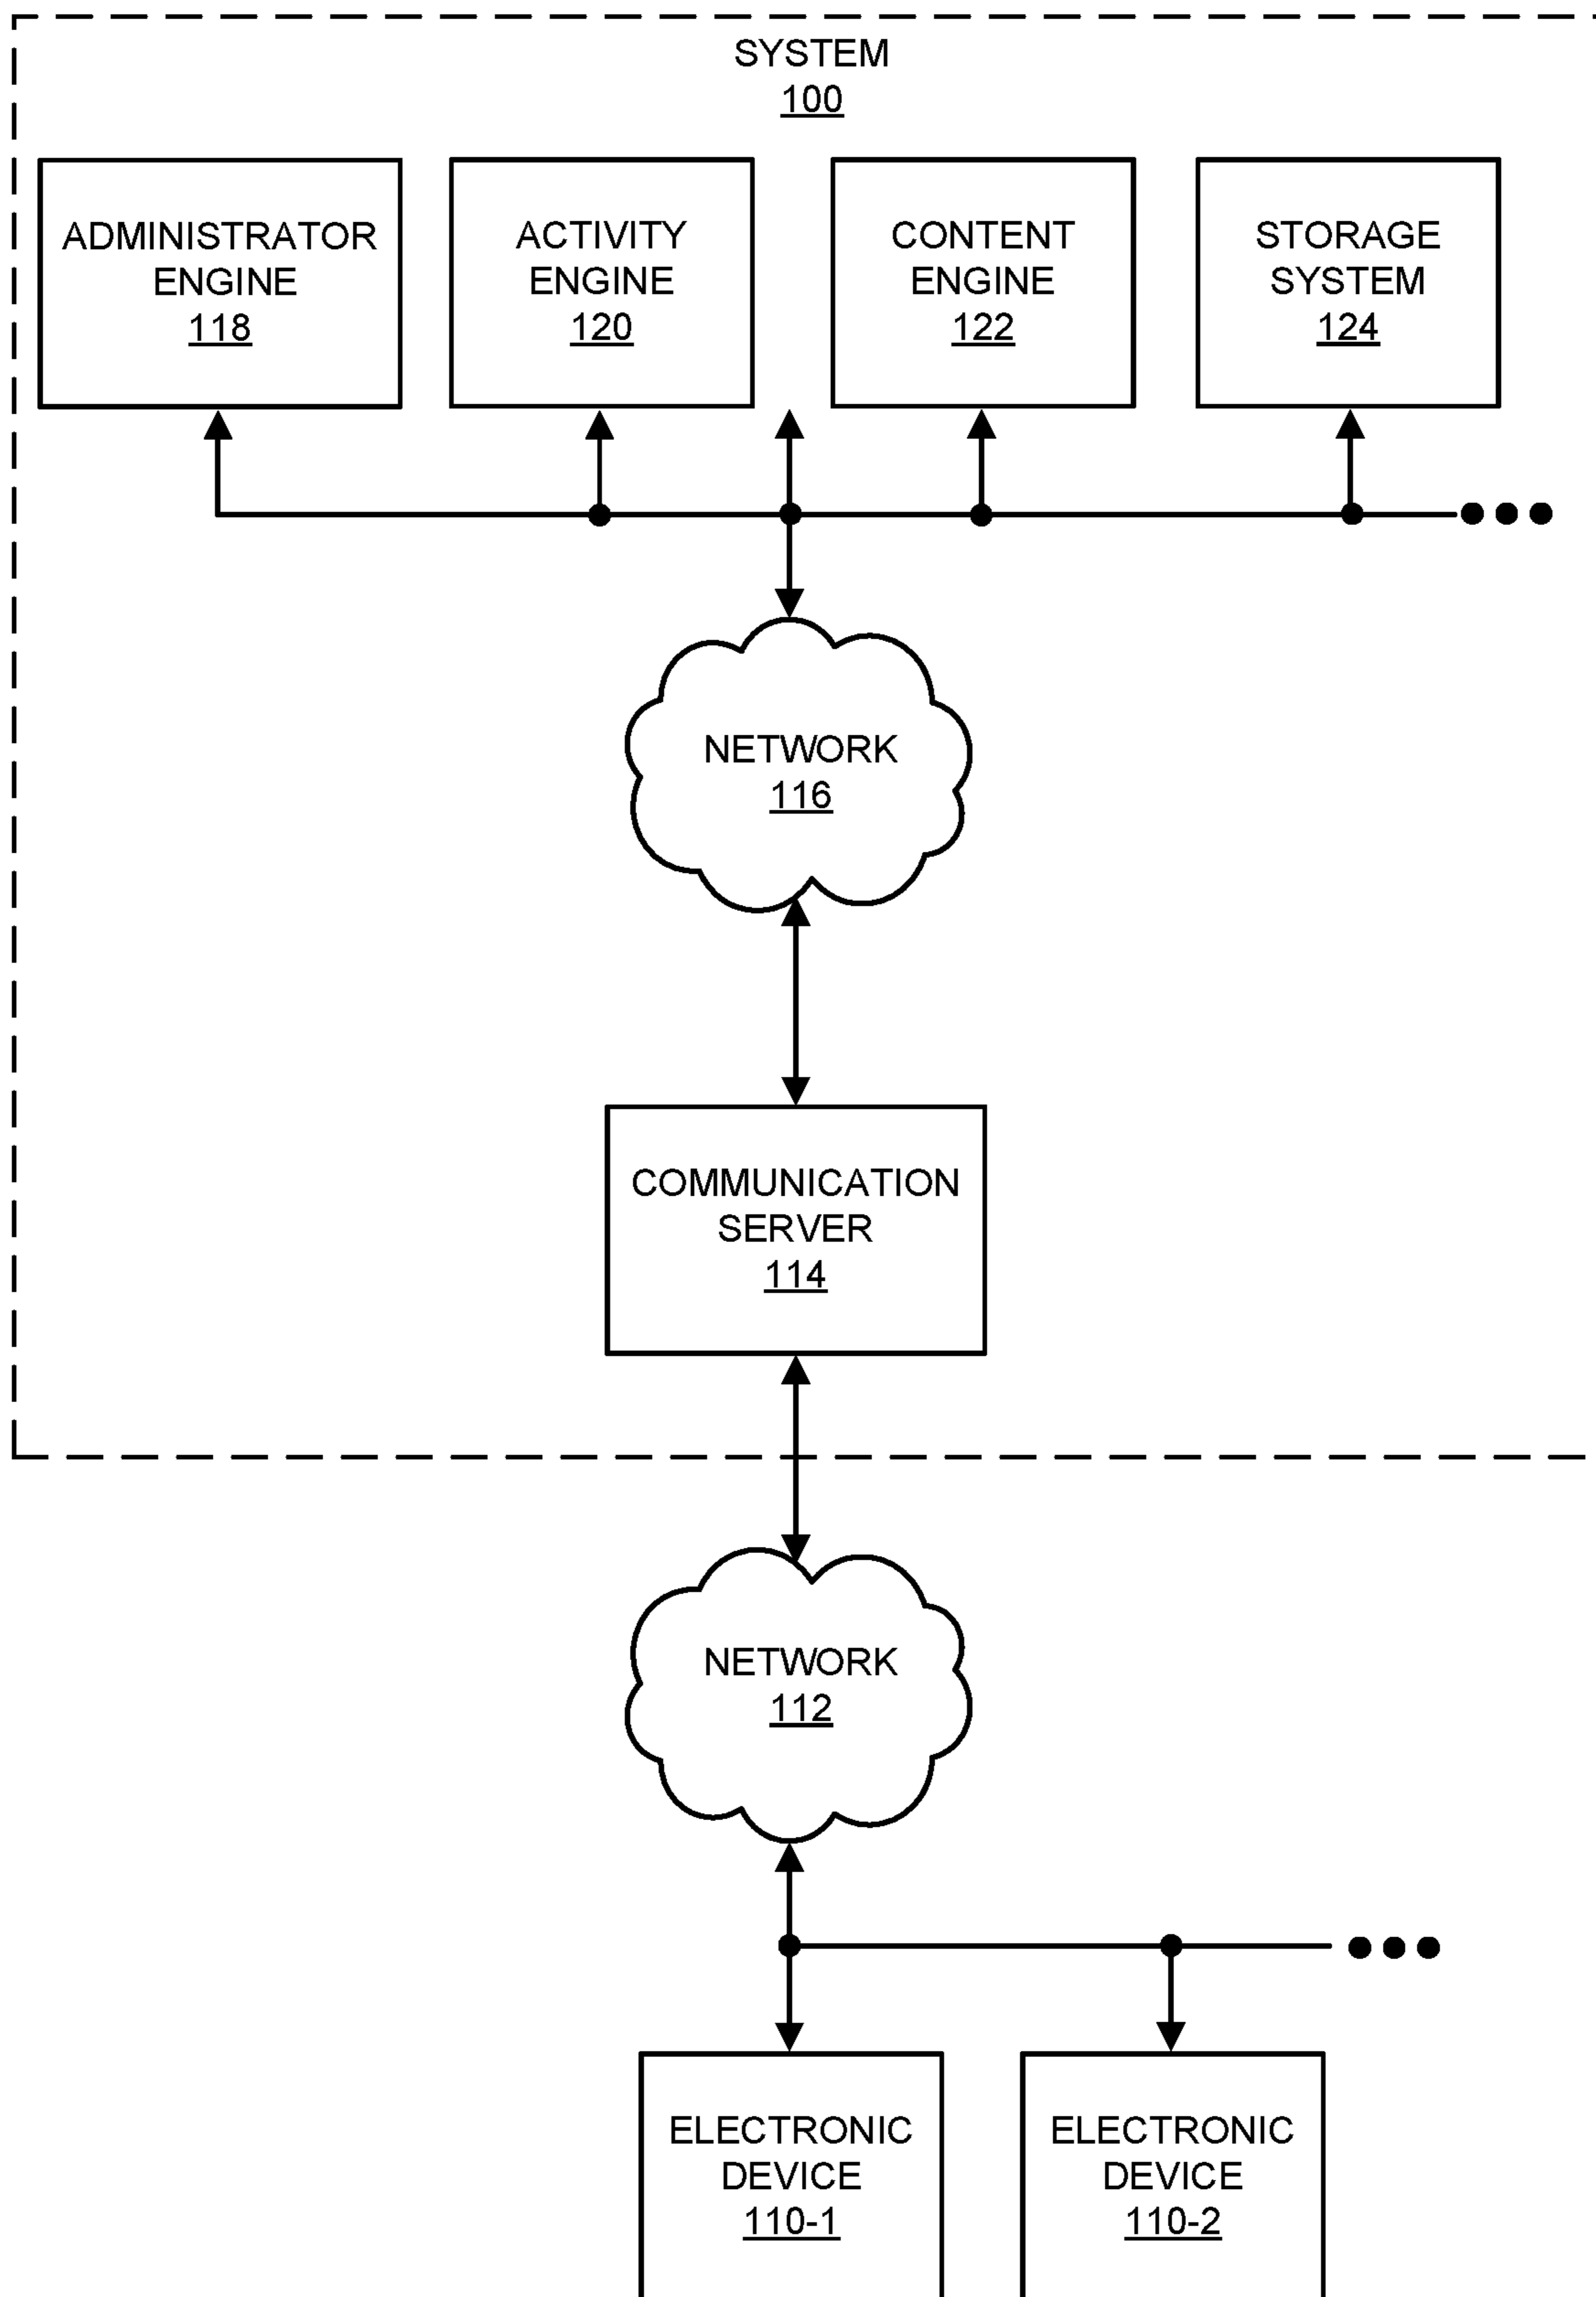 SYSTEM
100
ADMINISTRATOR
ENGINE
118
ACTIVITY
ENGINE
120
CONTENT
ENGINE
122
STORAGE
SYSTEM
124
NETWORK
116
COMMUNICATION
SERVER
114
NETWORK
112
ELECTRONIC
DEVICE
110-1
ELECTRONIC
DEVICE
110-2